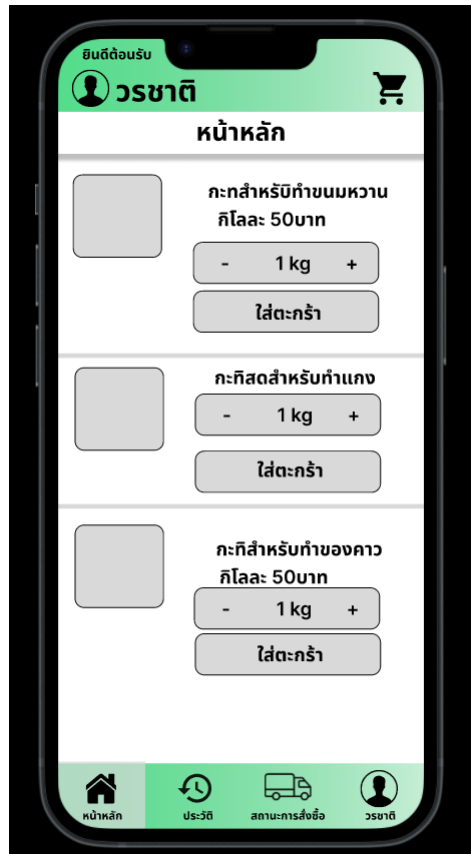 ยินดีต้อนรับ
วรชาติ
หน้าหลัก
กะทสำหรับิทำขนมหวาน
กิโลละ 50บาท
- 1 kg +
ใส่ตะกร้า
กะทิสดสำหรับทำแกง
- 1 kg +
ใส่ตะกร้า
กะทิสำหรับทำของคาว
กิโลละ 50บาท
- 1 kg +
ใส่ตะกร้า
หน้าหลัก ประวัติ สถานะการสั่งซื้อ วรชาติ